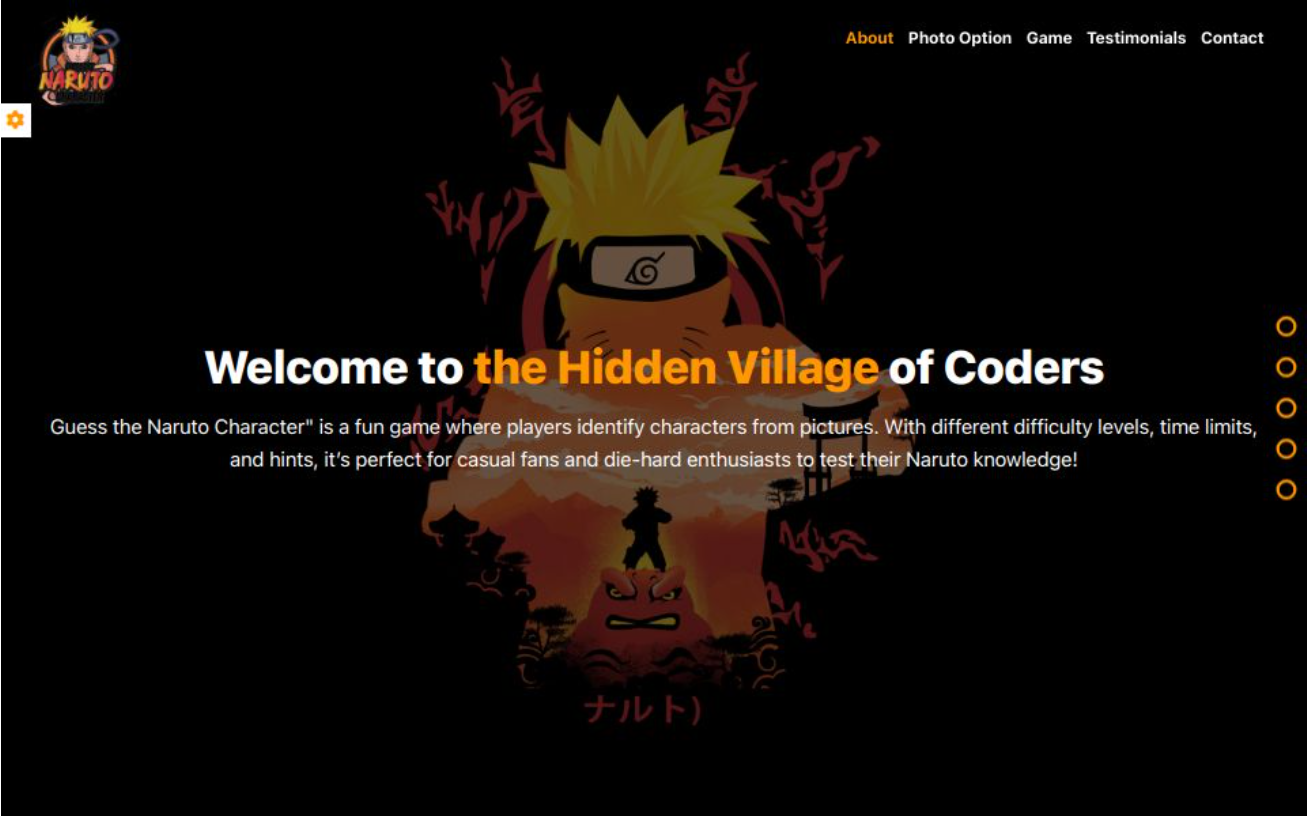 NARUTO
About Photo Option Game Testimonials Contact
Welcome to the Hidden Village of Coders
Guess the Naruto Character" is a fun game where players identify characters from pictures. With different difficulty levels, time limits,
and hints, it’s perfect for casual fans and die-hard enthusiasts to test their Naruto knowledge!
ナルト)